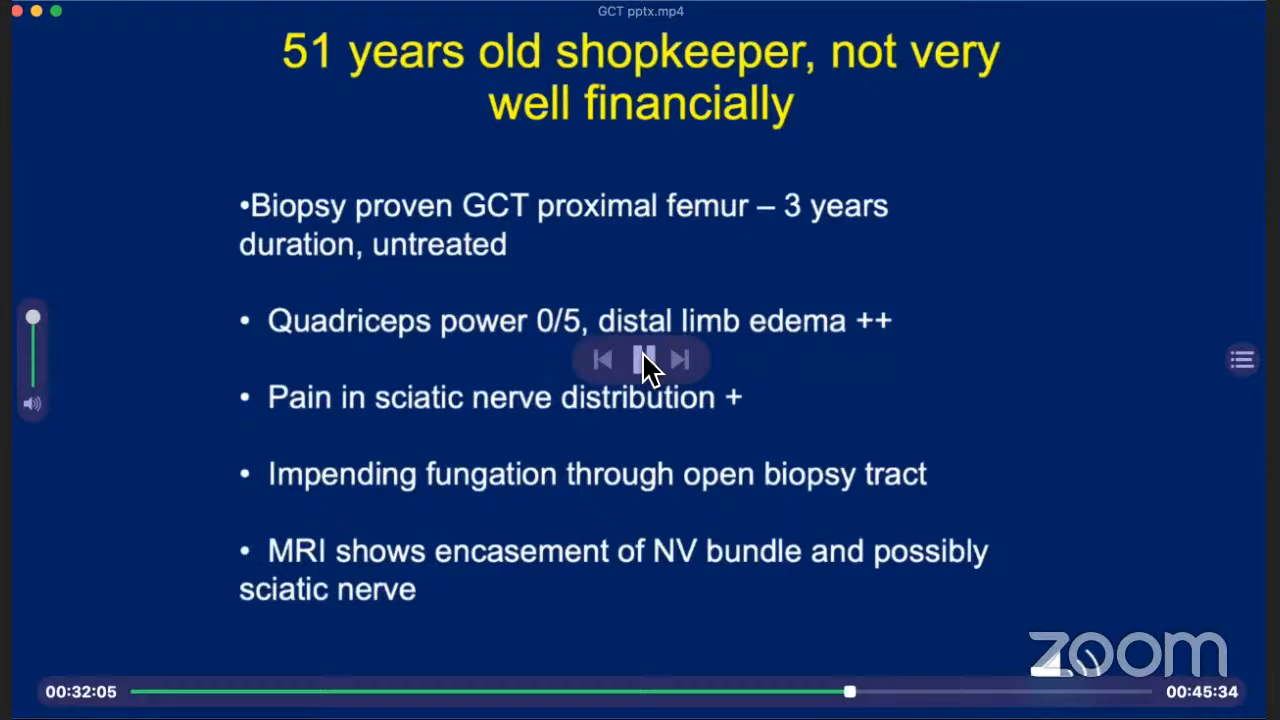 GCT pptx.mp4
51 years old shopkeeper, not very
well financially
•Biopsy proven GCT proximal femur – 3 years
duration, untreated
• Quadriceps power 0/5, distal limb edema ++
• Pain in sciatic nerve distribution +
• Impending fungation through open biopsy tract
• MRI shows encasement of NV bundle and possibly
sciatic nerve
zoom
00:32:05
00:45:34